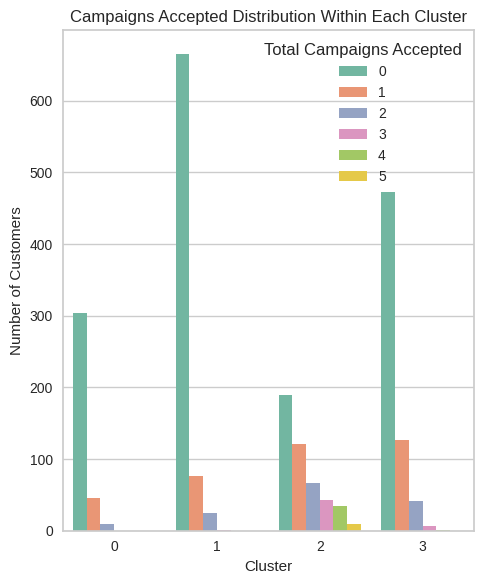 Campaigns Accepted Distribution Within Each Cluster
Total Campaigns Accepted
0
1
2
3
4
5
Number of Customers
600
500
400
300
200
100
0
0 1 2 3
Cluster